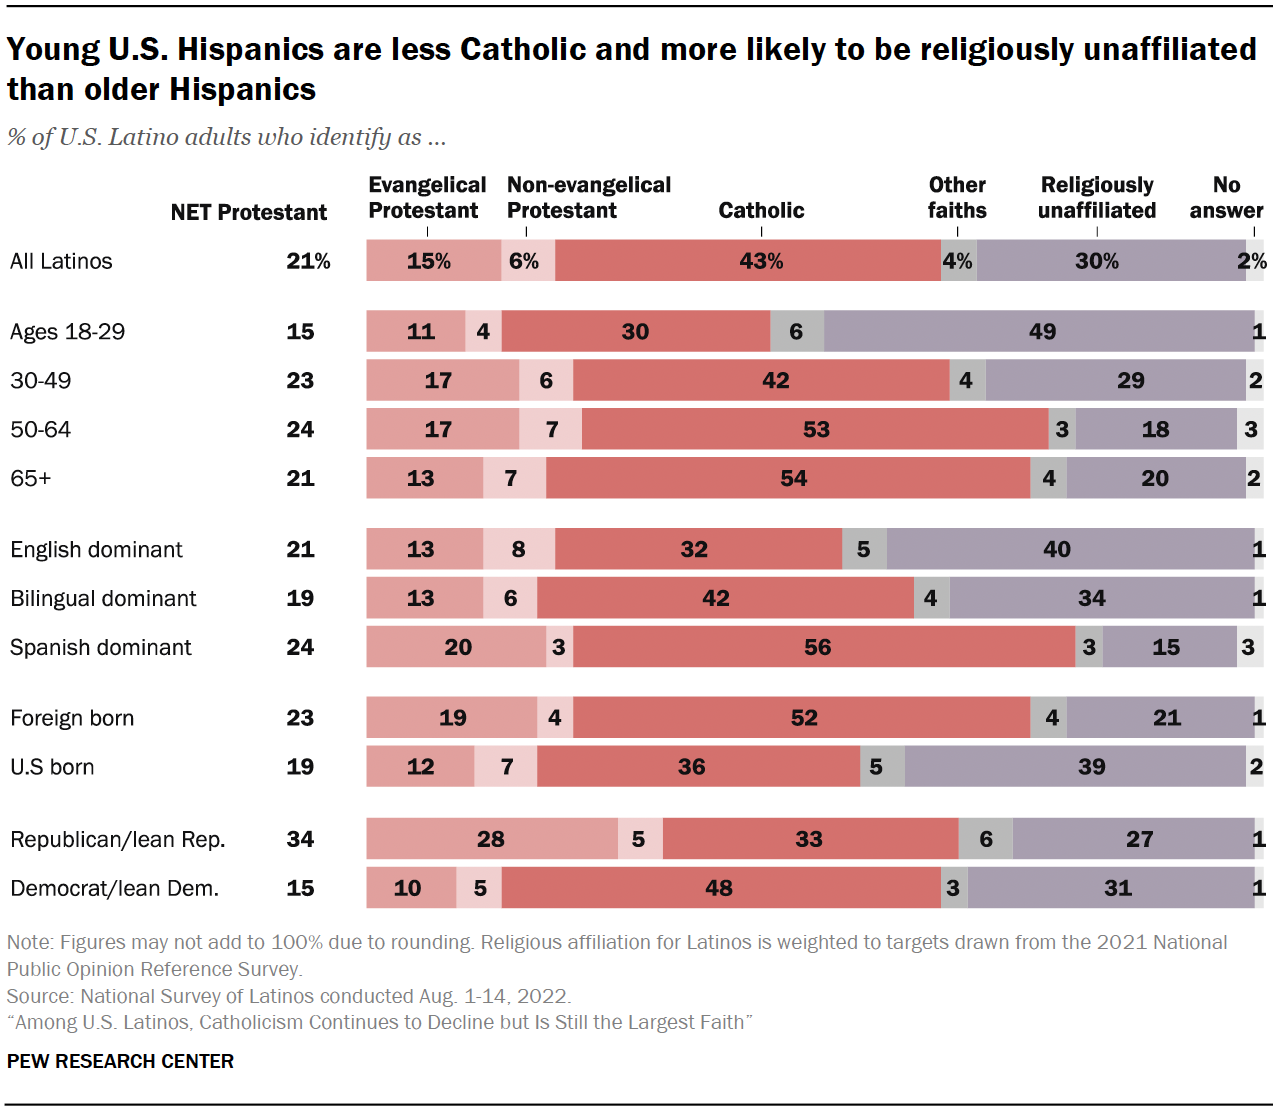 Young U.S. Hispanics are less Catholic and more likely to be religiously unaffiliated
than older Hispanics
% of U.S. Latino adults who identify as ...
NET Protestant Evangelical Protestant Non-evangelical Protestant Catholic Other faiths Religiously unaffiliated No answer
All Latinos 21% 15% 6% 43% 4% 30% 2%
Ages 18-29 15 11 4 30 6 49 1
30-49 23 17 6 42 4 29 2
50-64 24 17 7 53 3 18 3
65+ 21 13 7 54 4 20 2
English dominant 21 13 8 32 5 40 1
Bilingual dominant 19 13 6 42 4 34 1
Spanish dominant 24 20 3 56 3 15 3
Foreign born 23 19 4 52 4 21 1
U.S born 19 12 7 36 5 39 2
Republican/lean Rep. 34 28 5 33 6 27 1
Democrat/lean Dem. 15 10 5 48 3 31 1
Note: Figures may not add to 100% due to rounding. Religious affiliation for Latinos is weighted to targets drawn from the 2021 National
Public Opinion Reference Survey.
Source: National Survey of Latinos conducted Aug. 1-14, 2022.
“Among U.S. Latinos, Catholicism Continues to Decline but Is Still the Largest Faith”
PEW RESEARCH CENTER